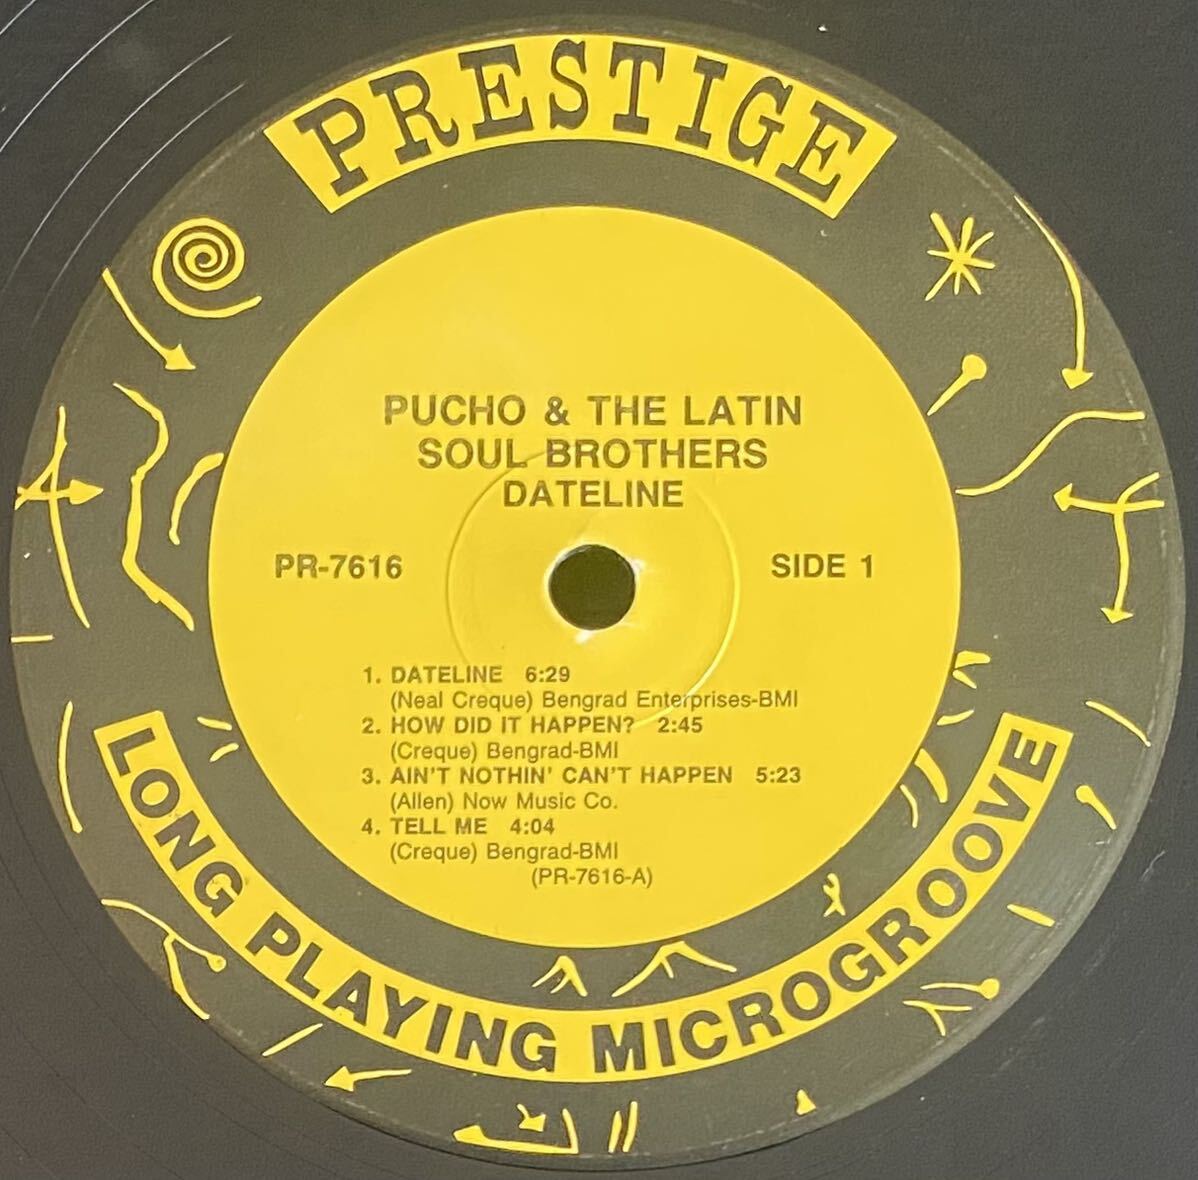 PRESTIGE
PUCHO & THE LATIN
SOUL BROTHERS
DATELINE
PR-7616
SIDE 1
1. DATELINE 6:29
(Neal Creque) Bengrad Enterprises-BMI
2. HOW DID IT HAPPEN? 2:45
(Creque) Bengrad-BMI
3. AIN'T NOTHIN' CAN'T HAPPEN 5:23
(Allen) Now Music Co.
4. TELL ME 4:04
(Creque) Bengrad-BMI
(PR-7616-A)
LONG PLAYING MICROGROOVE